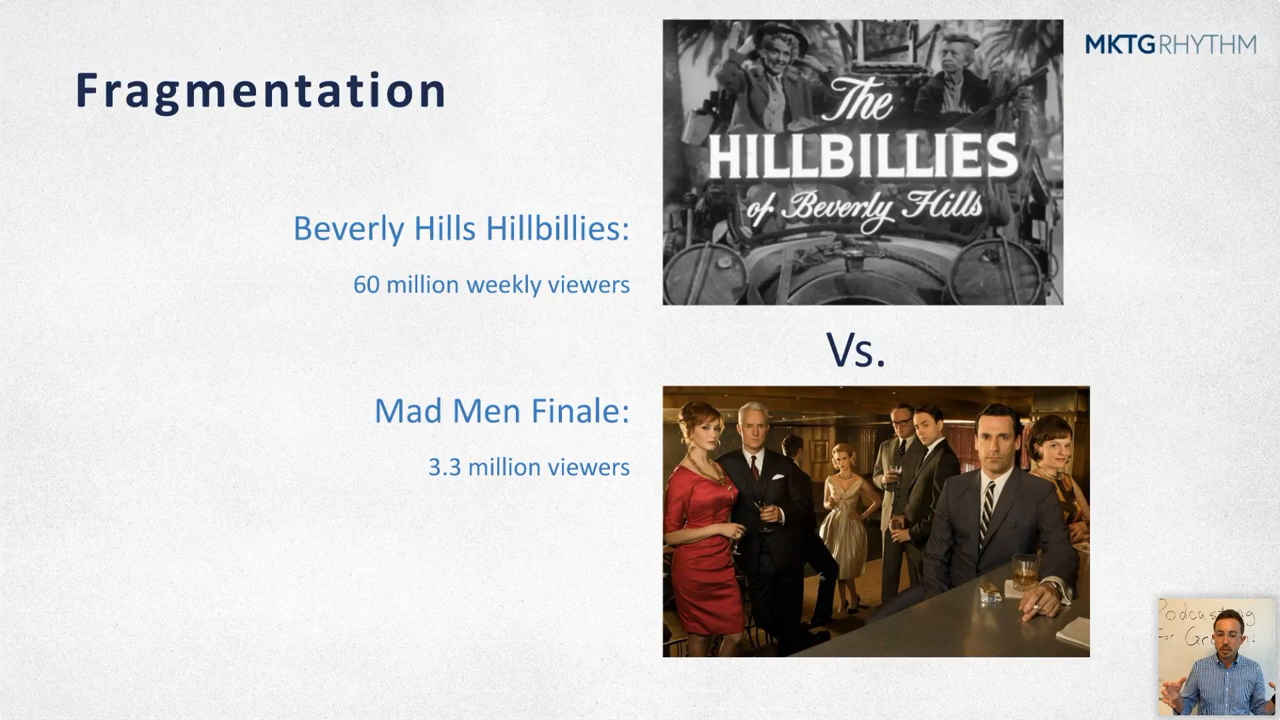 Fragmentation
MKTGRHYTHM
The
HILLBILLIES
of Beverly Hills
Beverly Hills Hillbillies:
60 million weekly viewers
Vs.
Mad Men Finale:
3.3 million viewers
Podcasting
For